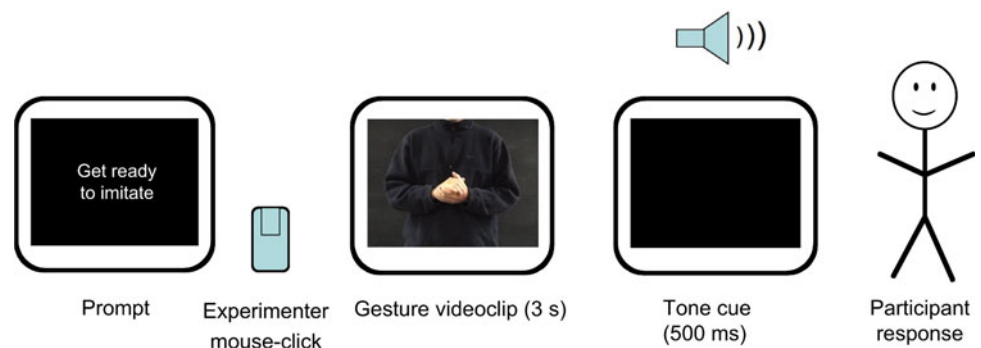 Get ready
to imitate
Prompt
Experimenter
mouse-click
Gesture videoclip (3 s)
Tone cue
(500 ms)
Participant
response